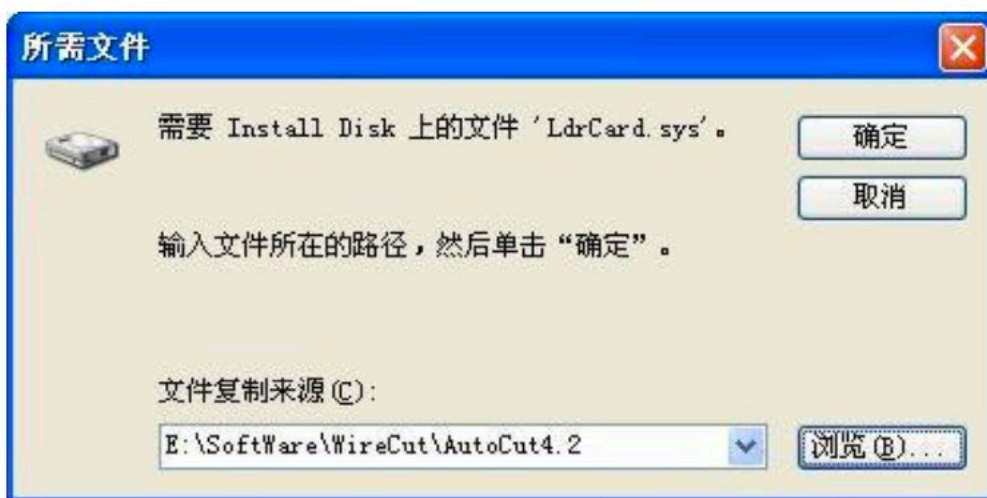 所需文件
需要 Install Disk 上的文件 'LdrCard.sys'。
确定
取消
输入文件所在的路径，然后单击“确定”。
文件复制来源(C):
E:\SoftWare\WireCut\AutoCut4.2
浏览(B)...